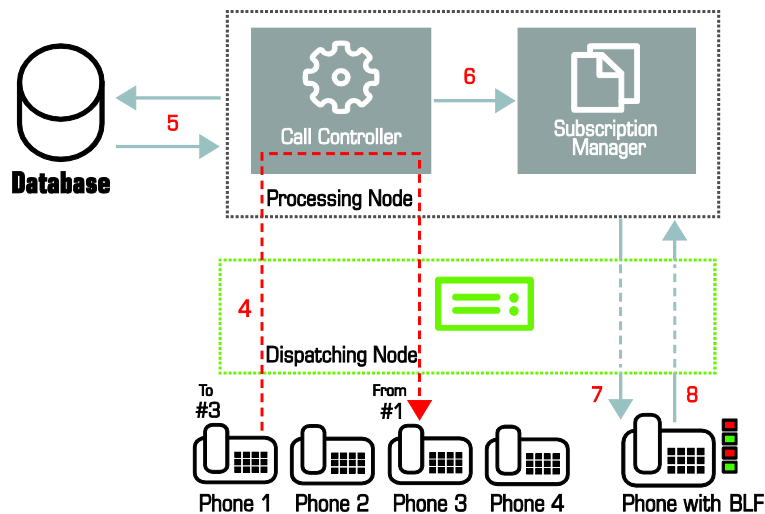 6
5
Call Controller
Subscription
Manager
Database
Processing Node
4
Dispatching Node
To
#3
From
#1
7
8
Phone 1
Phone 2
Phone 3
Phone 4
Phone with BLF